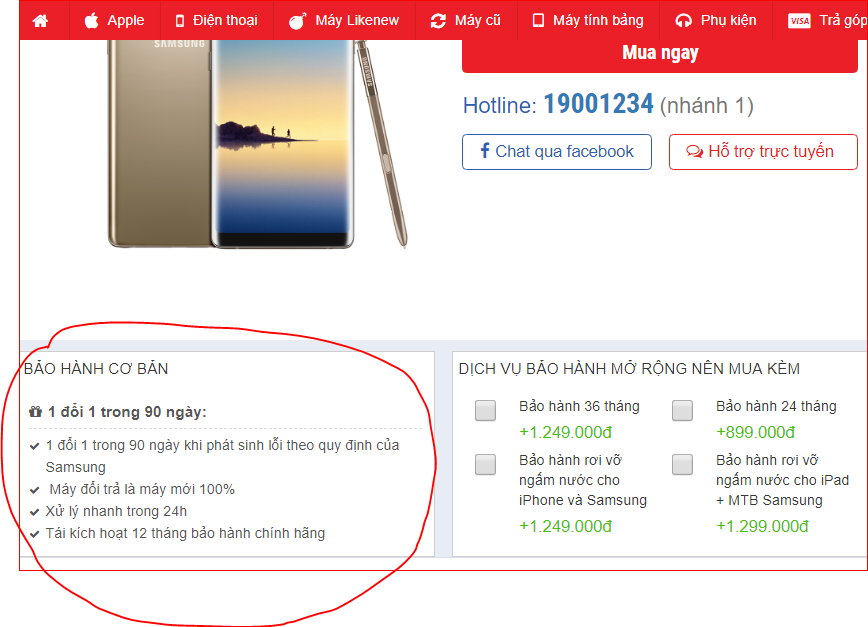 Apple
Điện thoại
Máy Likenew
Máy cũ
Máy tính bảng
Phụ kiện
VISA
Trả góp
SAMSUNG
Mua ngay
Hotline: 19001234 (nhánh 1)
Chat qua facebook
Hỗ trợ trực tuyến
BẢO HÀNH CƠ BẢN
1 đổi 1 trong 90 ngày:
1 đổi 1 trong 90 ngày khi phát sinh lỗi theo quy định của
Samsung
Máy đổi trả là máy mới 100%
Xử lý nhanh trong 24h
Tái kích hoạt 12 tháng bảo hành chính hãng
DỊCH VỤ BẢO HÀNH MỞ RỘNG NÊN MUA KÈM
Bảo hành 36 tháng
+1.249.000đ
Bảo hành 24 tháng
+899.000đ
Bảo hành rơi vỡ
ngấm nước cho
iPhone và Samsung
+1.249.000đ
Bảo hành rơi vỡ
ngấm nước cho iPad
+ MTB Samsung
+1.299.000đ